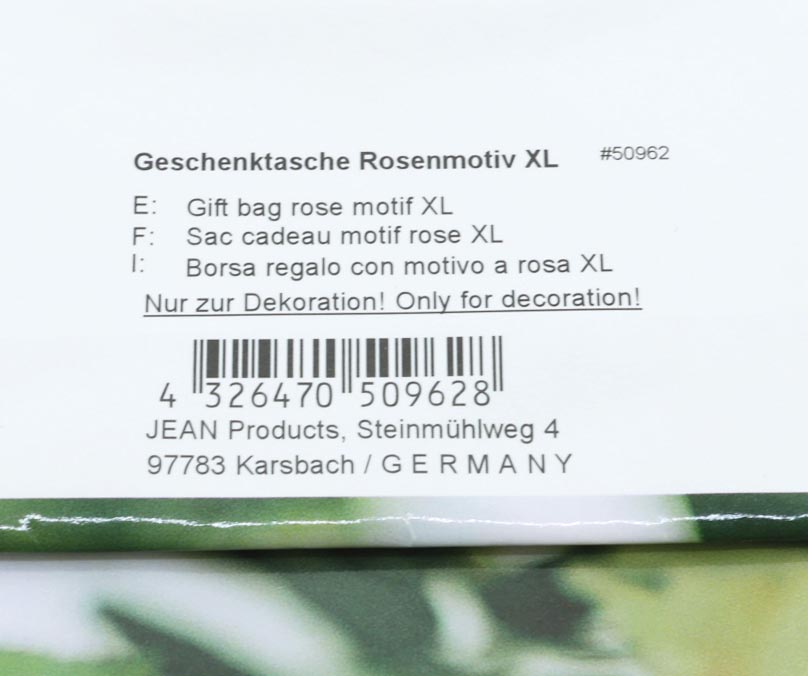 Geschenktasche Rosenmotiv XL #50962
E: Gift bag rose motif XL
F: Sac cadeau motif rose XL
I: Borsa regalo con motivo a rosa XL
Nur zur Dekoration! Only for decoration!
4 326470 509628
JEAN Products, Steinmühlweg 4
97783 Karsbach / G E R M A N Y